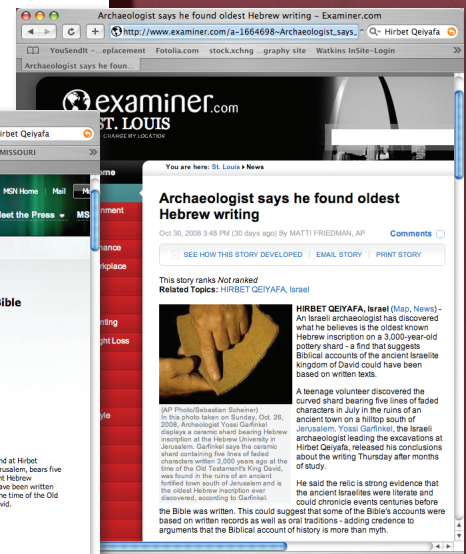 Archaeologist says he found oldest Hebrew writing – Examiner.com
http://www.examiner.com/a-1664698~Archaeologist_says_
Hirbet Qeiyafa
YouSendIt –...eplacement Fotolia.com stock.xchng ...graphy site Watkins InSite–Login
Archaeologist says he foun...
examiner.com
ST. LOUIS
CHANGE MY LOCATION
You are here: St. Louis ▸ News
Archaeologist says he found oldest
Hebrew writing
Oct 30, 2008 3:48 PM (30 days ago) By MATTI FRIEDMAN, AP Comments
SEE HOW THIS STORY DEVELOPED | EMAIL STORY | PRINT STORY
This story ranks Not ranked
Related Topics: HIRBET QEIYAFA, Israel
HIRBET QEIYAFA, Israel (Map, News) -
An Israeli archaeologist has discovered
what he believes is the oldest known
Hebrew inscription on a 3,000-year-old
pottery shard - a find that suggests
Biblical accounts of the ancient Israelite
kingdom of David could have been
based on written texts.
A teenage volunteer discovered the
curved shard bearing five lines of faded
characters in July in the ruins of an
ancient town on a hilltop south of
Jerusalem. Yossi Garfinkel, the Israeli
archaeologist leading the excavations at
Hirbet Qeiyafa, released his conclusions
about the writing Thursday after months
of study.
He said the relic is strong evidence that
the ancient Israelites were literate and
could chronicle events centuries before
the Bible was written. This could suggest that some of the Bible's accounts were
based on written records as well as oral traditions - adding credence to
arguments that the Biblical account of history is more than myth.
(AP Photo/Sebastian Scheiner)
In this photo taken on Sunday, Oct. 26,
2008, Archeologist Yossi Garfinkel
displays a ceramic shard bearing Hebrew
inscription at the Hebrew University in
Jerusalem. Garfinkel says the ceramic
shard containing five lines of faded
characters written 3,000 years ago at the
time of the Old Testament's King David,
was found in the ruins of an ancient
fortified town south of Jerusalem and is
the oldest Hebrew inscription ever
discovered, according to Garfinkel.
ome
nment
nance
rkplace
nting
ght Loss
yle
irbet Qeiyafa
MISSOURI
MSN Home | Mail
leet the Press MS
Bible
nd at Hirbet
rusalem, bears five
nt Hebrew
ave been written
he time of the Old
vid.